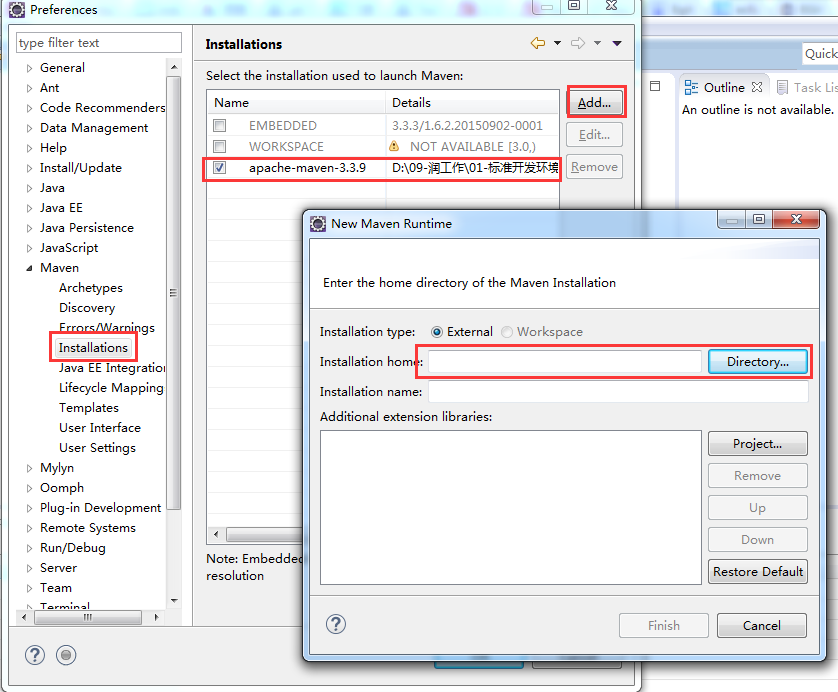 Preferences
type filter text
General
Ant
Code Recommenders
Data Management
Help
Install/Update
Java
Java EE
Java Persistence
JavaScript
Maven
Archetypes
Discovery
Errors/Warnings
Installations
Java EE Integration
Lifecycle Mapping
Templates
User Interface
User Settings
Mylyn
Oomph
Plug-in Development
Remote Systems
Run/Debug
Server
Team
Terminal
Installations
Select the installation used to launch Maven:
Name Details
EMBEDDED 3.3.3/1.6.2.20150902-0001
WORKSPACE NOT AVAILABLE [3.0,)
apache-maven-3.3.9 D:\09-润工作\01-标准开发环境
Add...
Edit...
Remove
Note: Embedded
resolution
Quick
Outline Task Lis
An outline is not available.
New Maven Runtime
Enter the home directory of the Maven Installation
Installation type: External Workspace
Installation home: Directory...
Installation name:
Additional extension libraries:
Project...
Remove
Up
Down
Restore Default
Finish Cancel